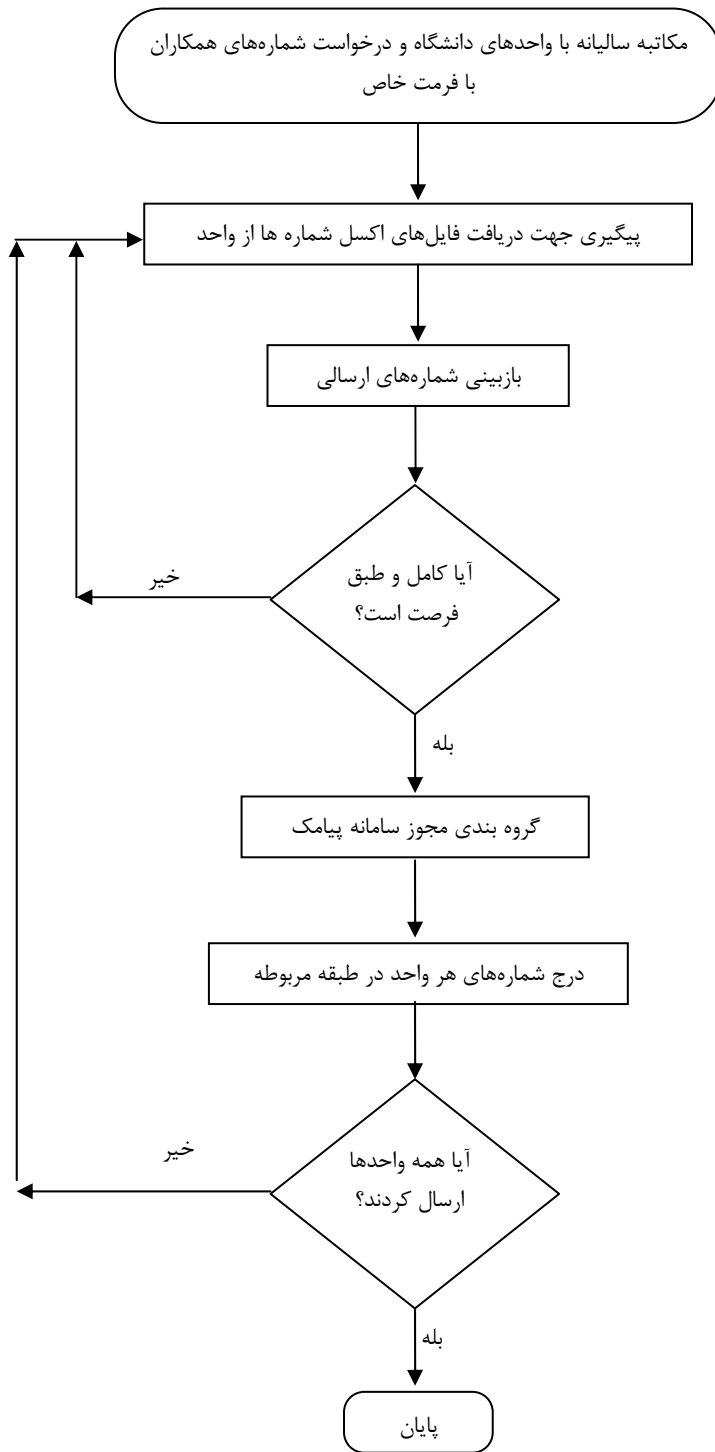 مکاتبه سالیانه با واحدهای دانشگاه و درخواست شماره‌های همکاران
با فرمت خاص
پیگیری جهت دریافت فایل‌های اکسل شماره ها از واحد
بازبینی شماره‌های ارسالی
آیا کامل و طبق
فرصت است؟
خیر
بله
گروه بندی مجوز سامانه پیامک
درج شماره‌های هر واحد در طبقه مربوطه
آیا همه واحدها
ارسال کردند؟
خیر
بله
پایان